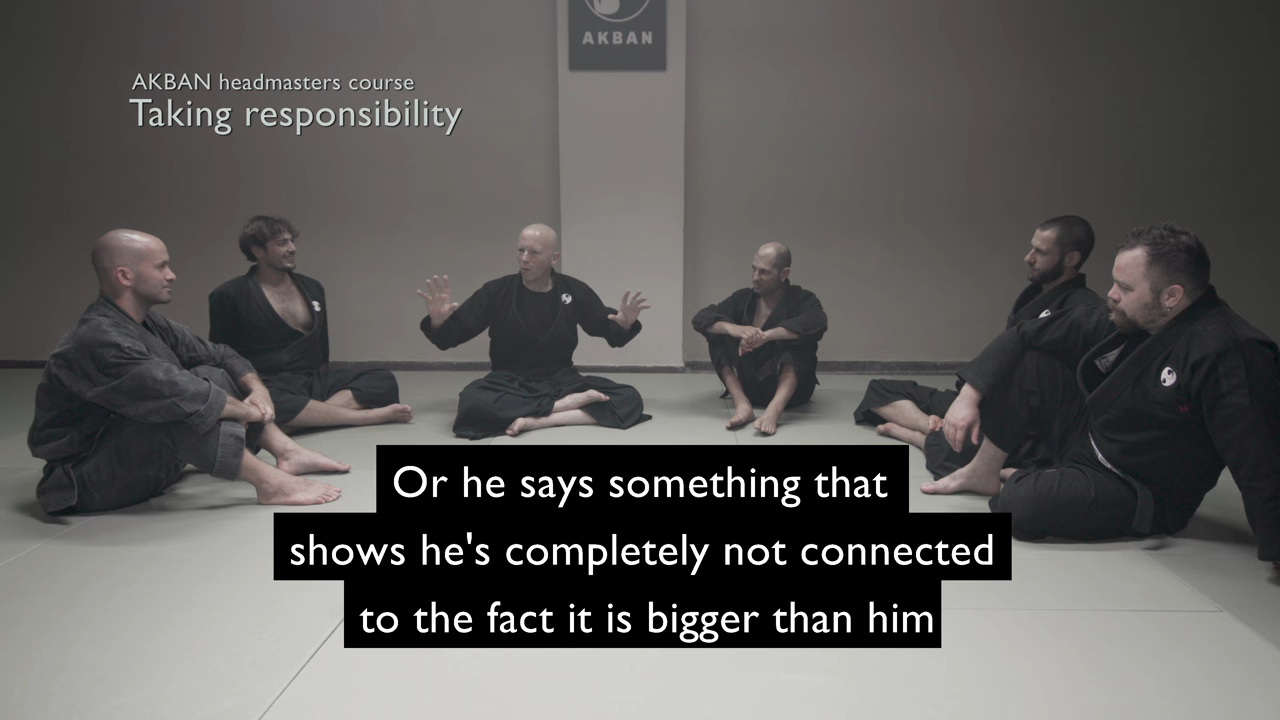 AKBAN
AKBAN headmasters course
Taking responsibility
Or he says something that
shows he's completely not connected
to the fact it is bigger than him